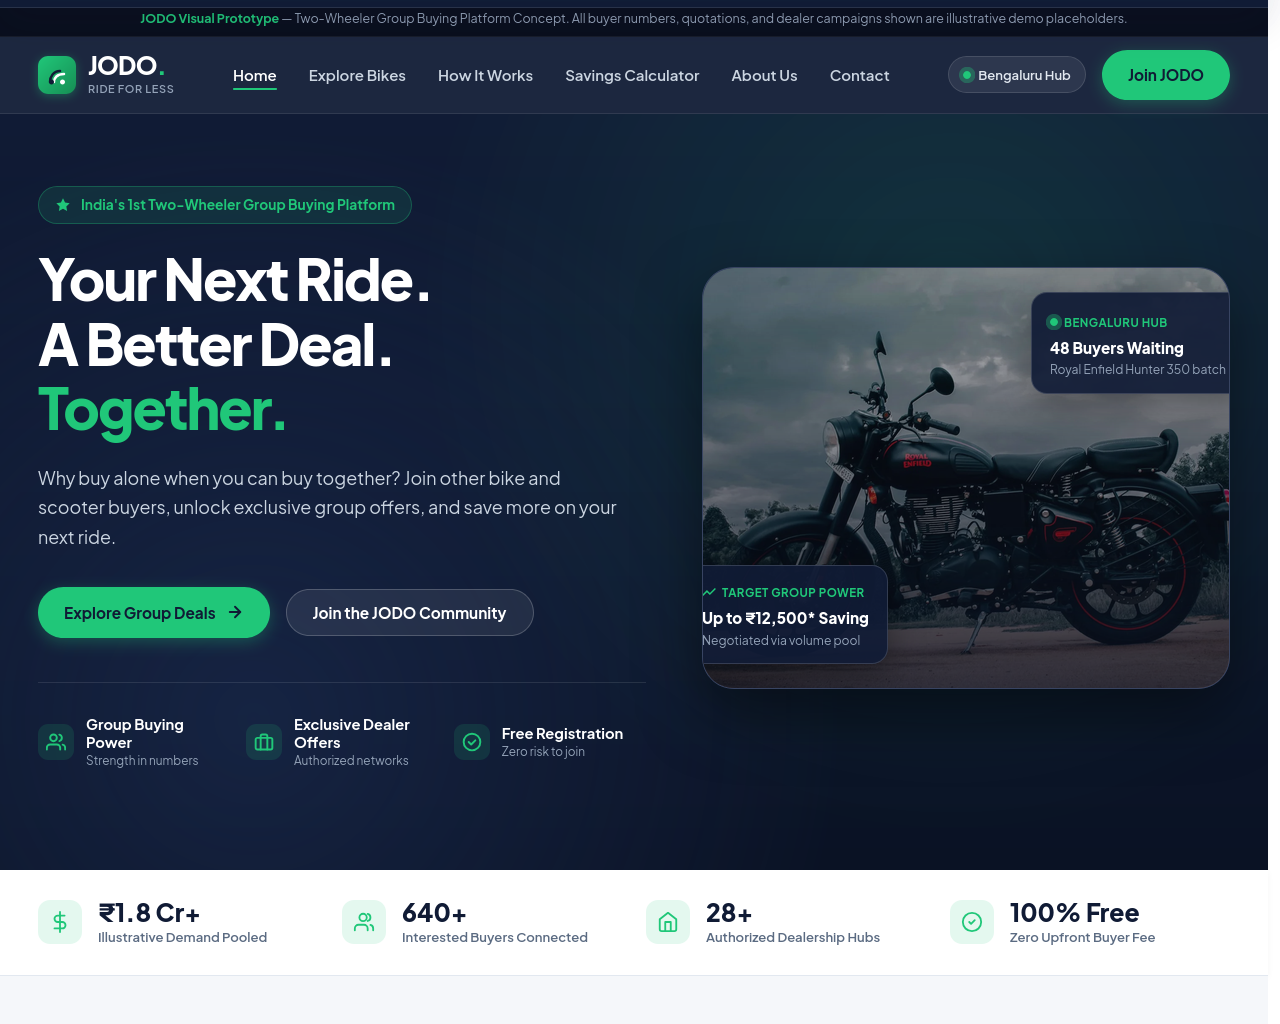 JODO Visual Prototype — Two-Wheeler Group Buying Platform Concept. All buyer numbers, quotations, and dealer campaigns shown are illustrative demo placeholders.
JODO.
RIDE FOR LESS
Home
Explore Bikes
How It Works
Savings Calculator
About Us
Contact
Bengaluru Hub
Join JODO
India's 1st Two-Wheeler Group Buying Platform
Your Next Ride.
A Better Deal.
Together.
Why buy alone when you can buy together? Join other bike and
scooter buyers, unlock exclusive group offers, and save more on your
next ride.
Explore Group Deals
Join the JODO Community
Group Buying
Power
Strength in numbers
Exclusive Dealer
Offers
Authorized networks
Free Registration
Zero risk to join
BENGALURU HUB
48 Buyers Waiting
Royal Enfield Hunter 350 batch
ROYAL
ENFIELD
TARGET GROUP POWER
Up to ₹12,500* Saving
Negotiated via volume pool
₹1.8 Cr+
Illustrative Demand Pooled
640+
Interested Buyers Connected
28+
Authorized Dealership Hubs
100% Free
Zero Upfront Buyer Fee